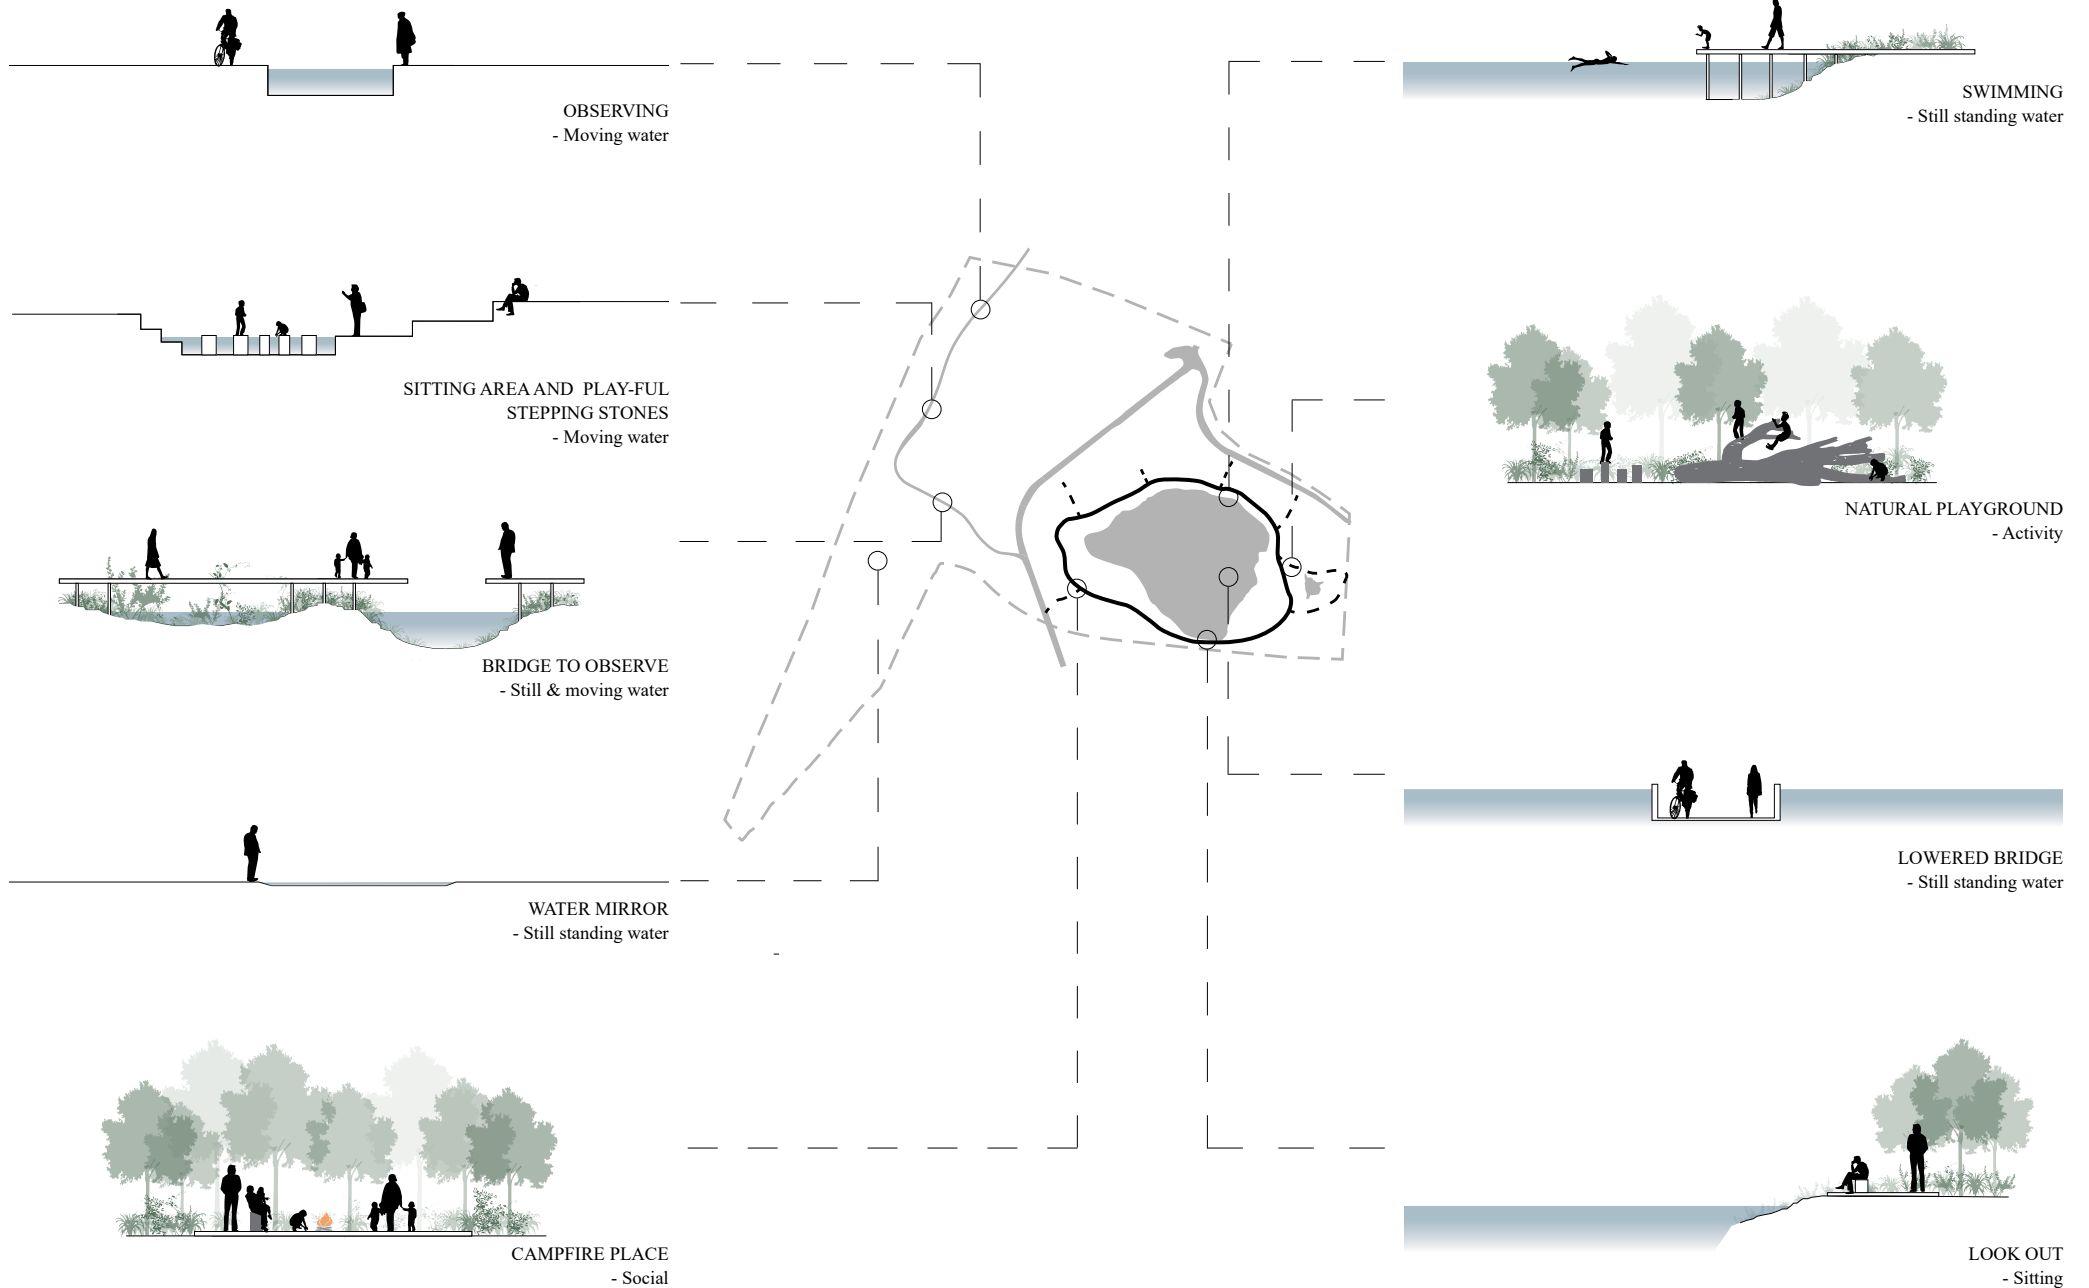 OBSERVING
- Moving water
SITTING AREA AND PLAY-FUL
STEPPING STONES
- Moving water
BRIDGE TO OBSERVE
- Still & moving water
WATER MIRROR
- Still standing water
CAMPFIRE PLACE
- Social
SWIMMING
- Still standing water
NATURAL PLAYGROUND
- Activity
LOWERED BRIDGE
- Still standing water
LOOK OUT
- Sitting